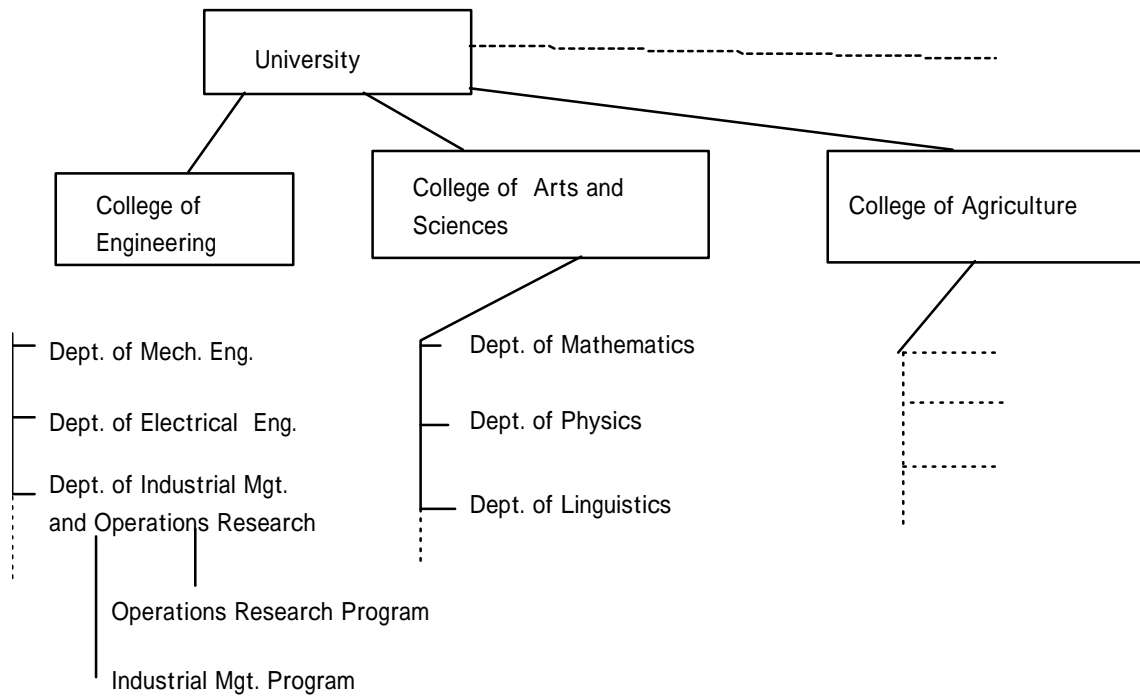 University
College of
Engineering
College of Arts and
Sciences
College of Agriculture
Dept. of Mech. Eng.
Dept. of Electrical Eng.
Dept. of Industrial Mgt.
and Operations Research
Operations Research Program
Industrial Mgt. Program
Dept. of Mathematics
Dept. of Physics
Dept. of Linguistics